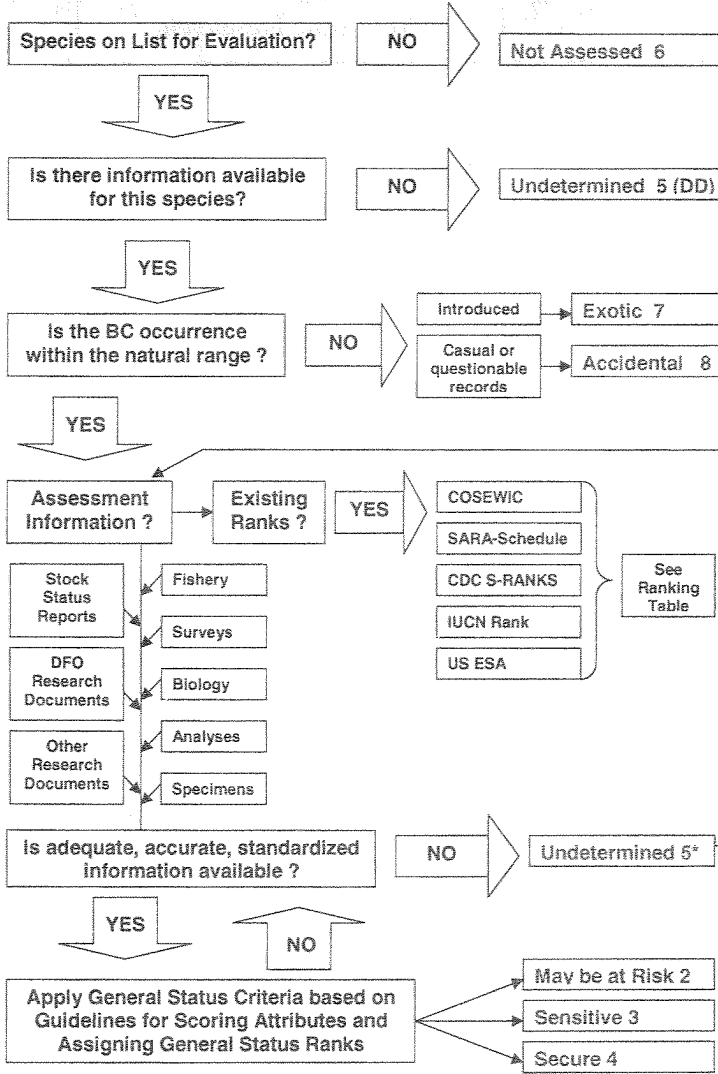 Species on List for Evaluation?
NO
Not Assessed 6
YES
Is there information available
for this species?
NO
Undetermined 5 (DD)
YES
Is the BC occurrence
within the natural range ?
NO
Introduced
Exotic 7
Casual or
questionable
records
Accidental 8
YES
Assessment
Information ?
Existing
Ranks ?
YES
COSEWIC
SARA-Schedule
CDC S-RANKS
IUCN Rank
US ESA
See
Ranking
Table
Stock
Status
Reports
Fishery
Surveys
DFO
Research
Documents
Biology
Analyses
Other
Research
Documents
Specimens
Is adequate, accurate, standardized
information available ?
NO
Undetermined 5*
YES
NO
Apply General Status Criteria based on
Guidelines for Scoring Attributes and
Assigning General Status Ranks
May be at Risk 2
Sensitive 3
Secure 4